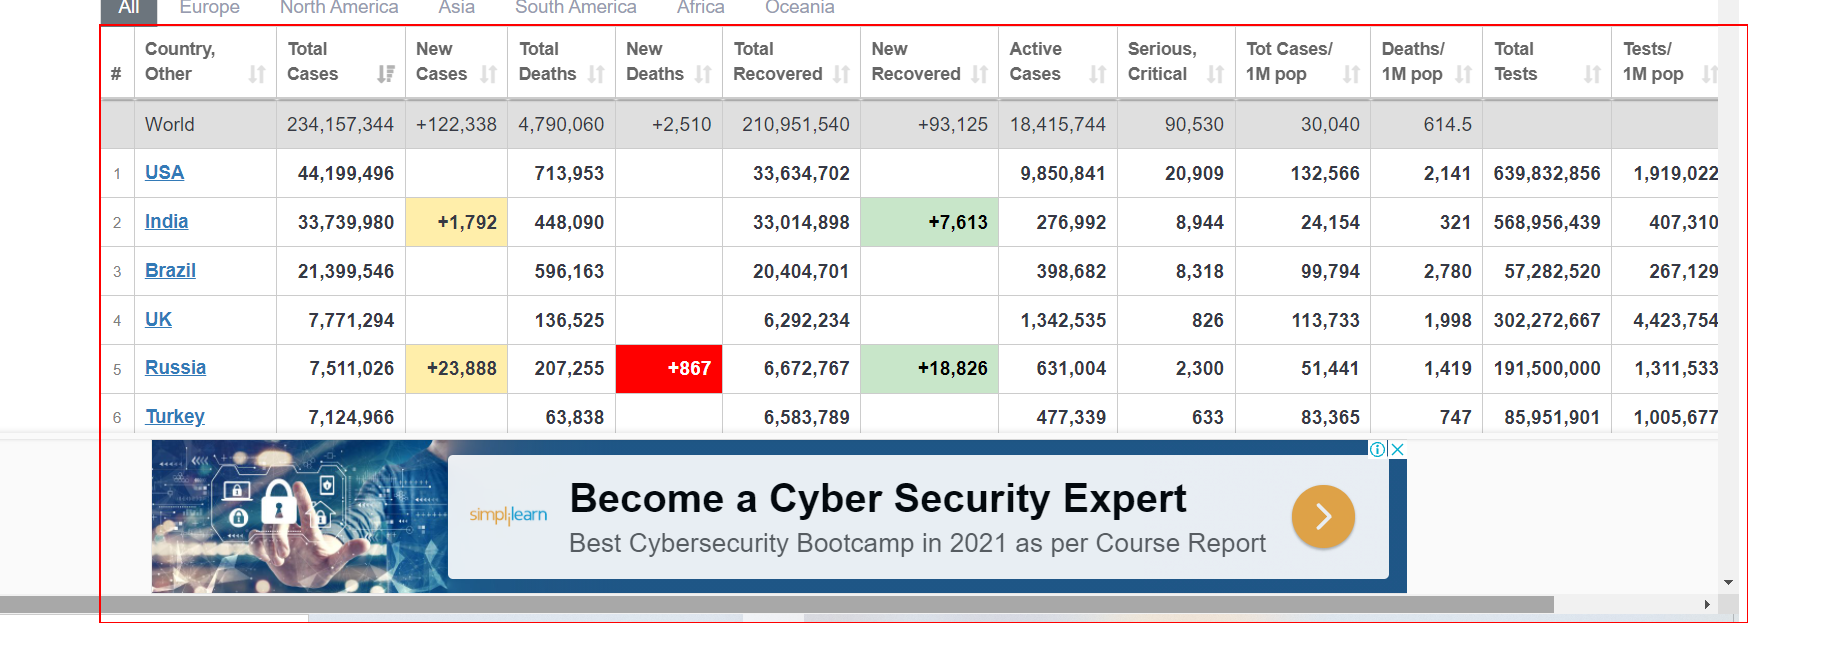 All Europe North America Asia South America Africa Oceania
# Country, Other Total Cases New Cases Total Deaths New Deaths Total Recovered New Recovered Active Cases Serious, Critical Tot Cases/ 1M pop Deaths/ 1M pop Total Tests Tests/ 1M pop
World 234,157,344 +122,338 4,790,060 +2,510 210,951,540 +93,125 18,415,744 90,530 30,040 614.5
1 USA 44,199,496 713,953 33,634,702 9,850,841 20,909 132,566 2,141 639,832,856 1,919,022
2 India 33,739,980 +1,792 448,090 33,014,898 +7,613 276,992 8,944 24,154 321 568,956,439 407,310
3 Brazil 21,399,546 596,163 20,404,701 398,682 8,318 99,794 2,780 57,282,520 267,129
4 UK 7,771,294 136,525 6,292,234 1,342,535 826 113,733 1,998 302,272,667 4,423,754
5 Russia 7,511,026 +23,888 207,255 +867 6,672,767 +18,826 631,004 2,300 51,441 1,419 191,500,000 1,311,533
6 Turkey 7,124,966 63,838 6,583,789 477,339 633 83,365 747 85,951,901 1,005,677
simplilearn
Become a Cyber Security Expert
Best Cybersecurity Bootcamp in 2021 as per Course Report